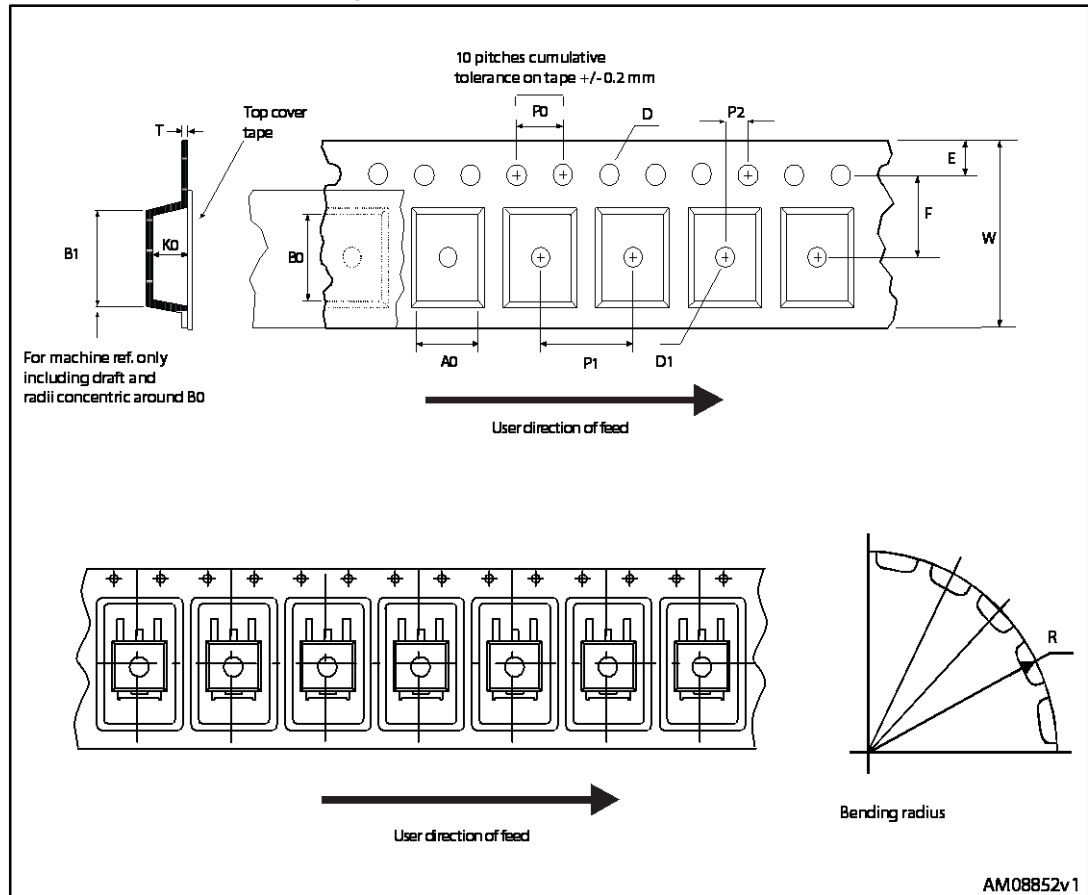 10 pitches cumulative
tolerance on tape +/- 0.2 mm
Top cover
tape
T
P0
D
P2
E
F
W
B1
K0
B0
For machine ref. only
including draft and
radii concentric around B0
A0
P1
D1
User direction of feed
R
Bending radius
User direction of feed
AM08852v1